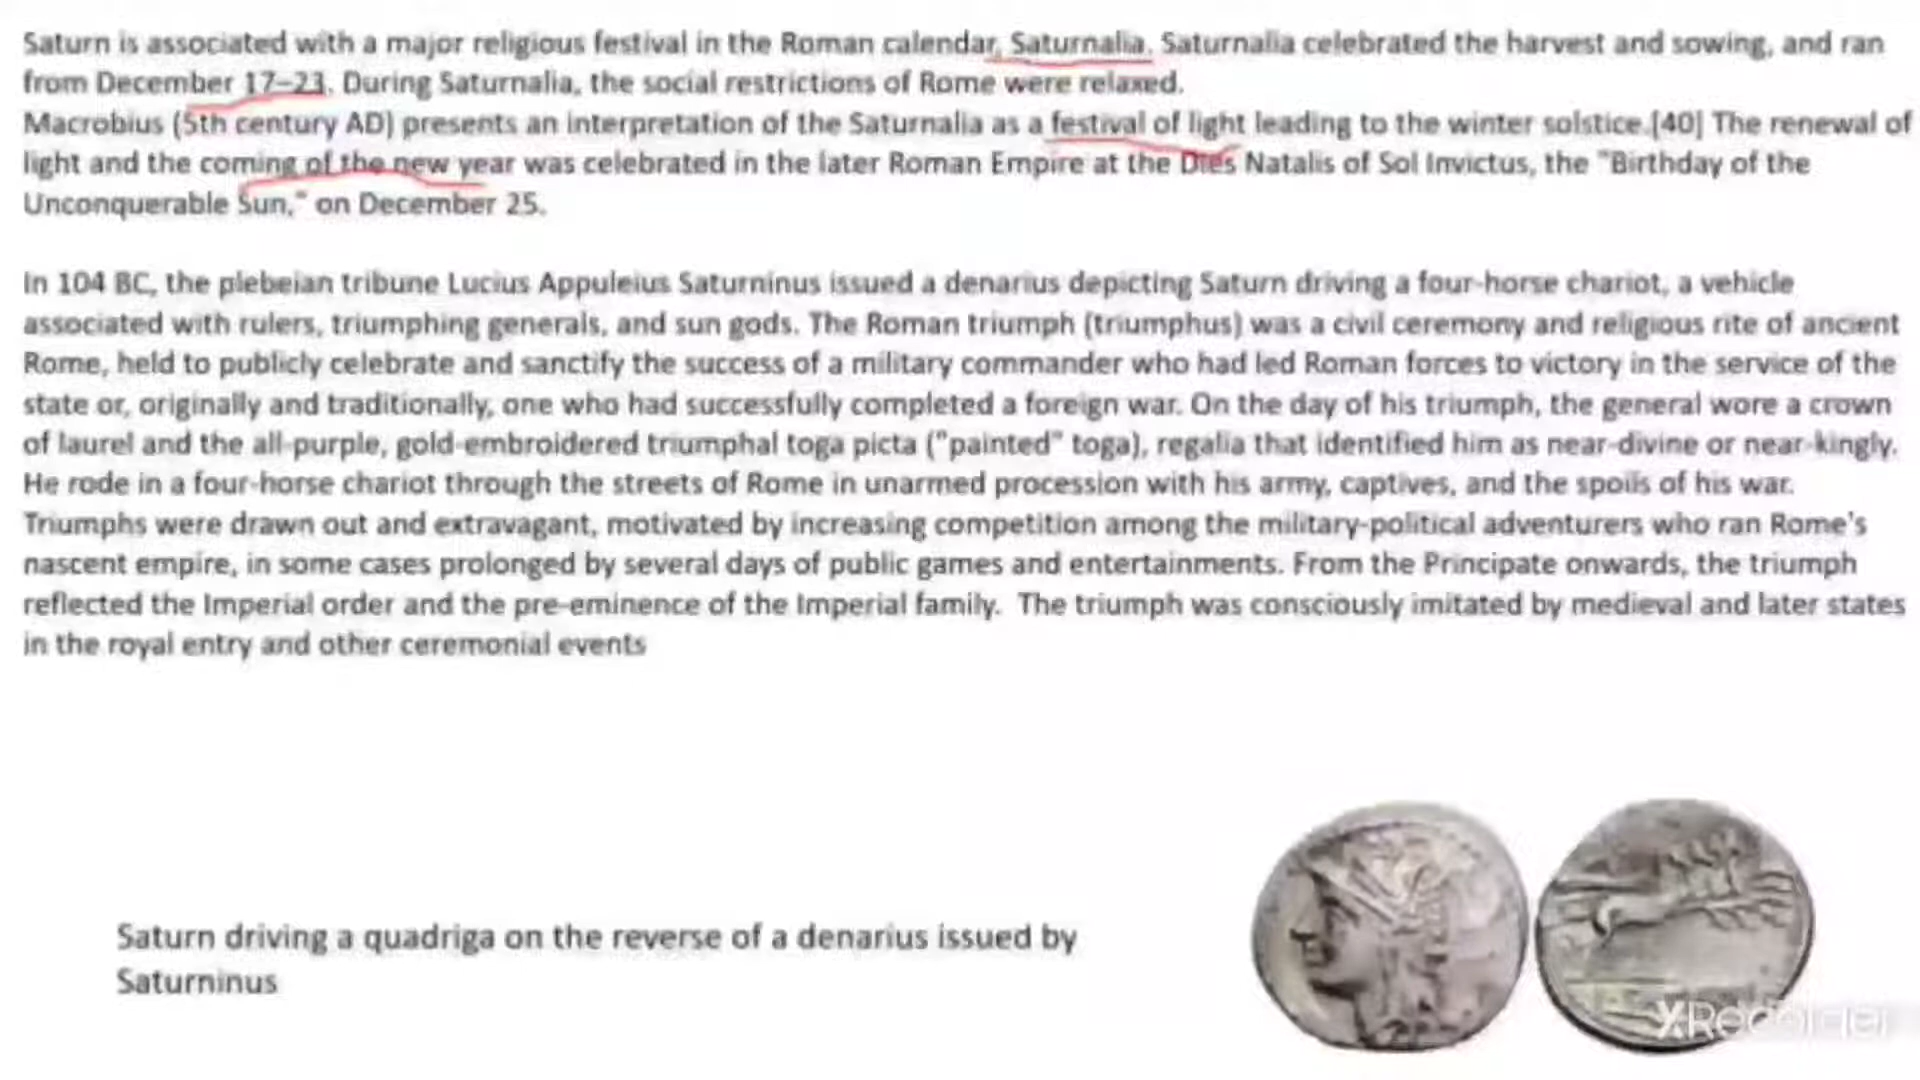 Saturn is associated with a major religious festival in the Roman calendar, Saturnalia. Saturnalia celebrated the harvest and sowing, and ran
from December 17–23. During Saturnalia, the social restrictions of Rome were relaxed.
Macrobius (5th century AD) presents an interpretation of the Saturnalia as a festival of light leading to the winter solstice.[40] The renewal of
light and the coming of the new year was celebrated in the later Roman Empire at the Dies Natalis of Sol Invictus, the "Birthday of the
Unconquerable Sun," on December 25.
In 104 BC, the plebeian tribune Lucius Appuleius Saturninus issued a denarius depicting Saturn driving a four-horse chariot, a vehicle
associated with rulers, triumphing generals, and sun gods. The Roman triumph (triumphus) was a civil ceremony and religious rite of ancient
Rome, held to publicly celebrate and sanctify the success of a military commander who had led Roman forces to victory in the service of the
state or, originally and traditionally, one who had successfully completed a foreign war. On the day of his triumph, the general wore a crown
of laurel and the all-purple, gold-embroidered triumphal toga picta ("painted" toga), regalia that identified him as near-divine or near-kingly.
He rode in a four-horse chariot through the streets of Rome in unarmed procession with his army, captives, and the spoils of his war.
Triumphs were drawn out and extravagant, motivated by increasing competition among the military-political adventurers who ran Rome's
nascent empire, in some cases prolonged by several days of public games and entertainments. From the Principate onwards, the triumph
reflected the Imperial order and the pre-eminence of the Imperial family. The triumph was consciously imitated by medieval and later states
in the royal entry and other ceremonial events
Saturn driving a quadriga on the reverse of a denarius issued by
Saturninus
XRecorder